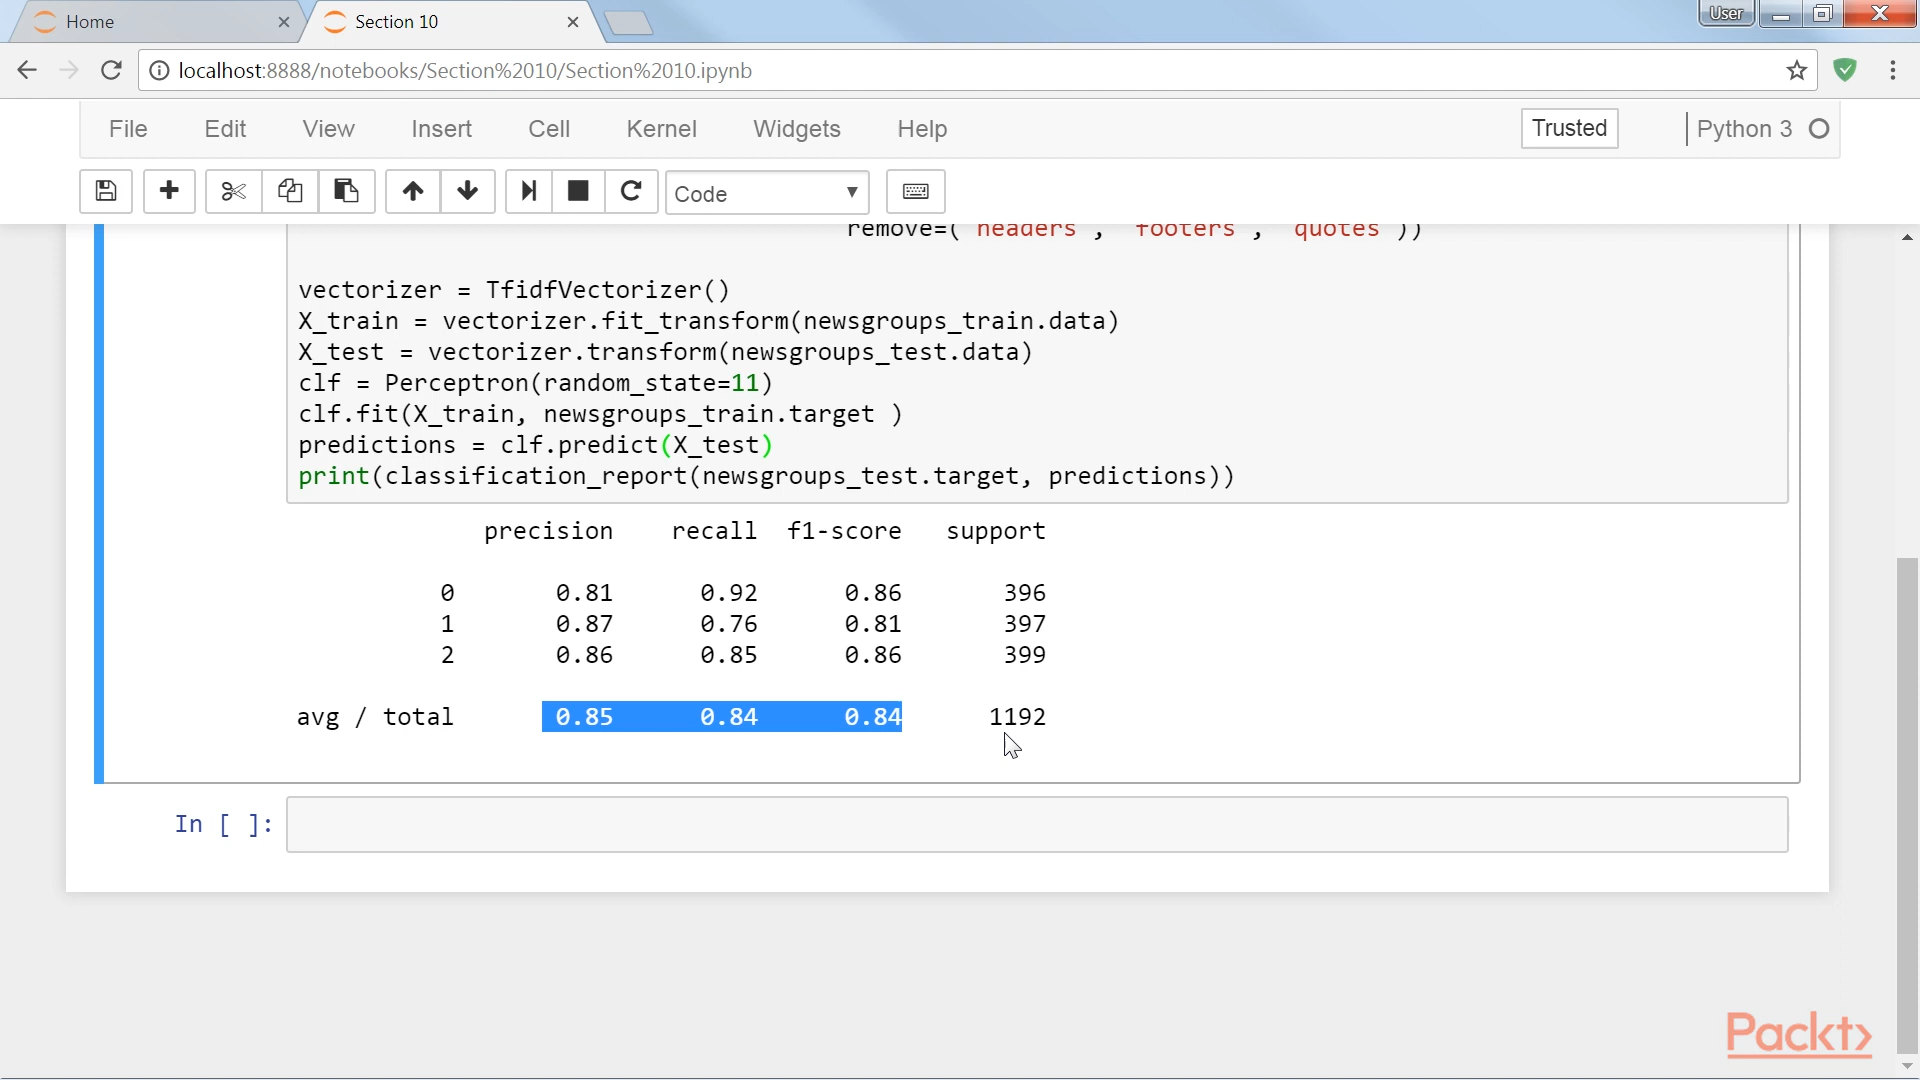 Home
Section 10
User
localhost:8888/notebooks/Section%2010/Section%2010.ipynb
File Edit View Insert Cell Kernel Widgets Help Trusted Python 3
Code
remove=('headers', 'footers', 'quotes'))
vectorizer = TfidfVectorizer()
X_train = vectorizer.fit_transform(newsgroups_train.data)
X_test = vectorizer.transform(newsgroups_test.data)
clf = Perceptron(random_state=11)
clf.fit(X_train, newsgroups_train.target )
predictions = clf.predict(X_test)
print(classification_report(newsgroups_test.target, predictions))
precision recall f1-score support
0 0.81 0.92 0.86 396
1 0.87 0.76 0.81 397
2 0.86 0.85 0.86 399
avg / total 0.85 0.84 0.84 1192
In [ ]:
Packt>